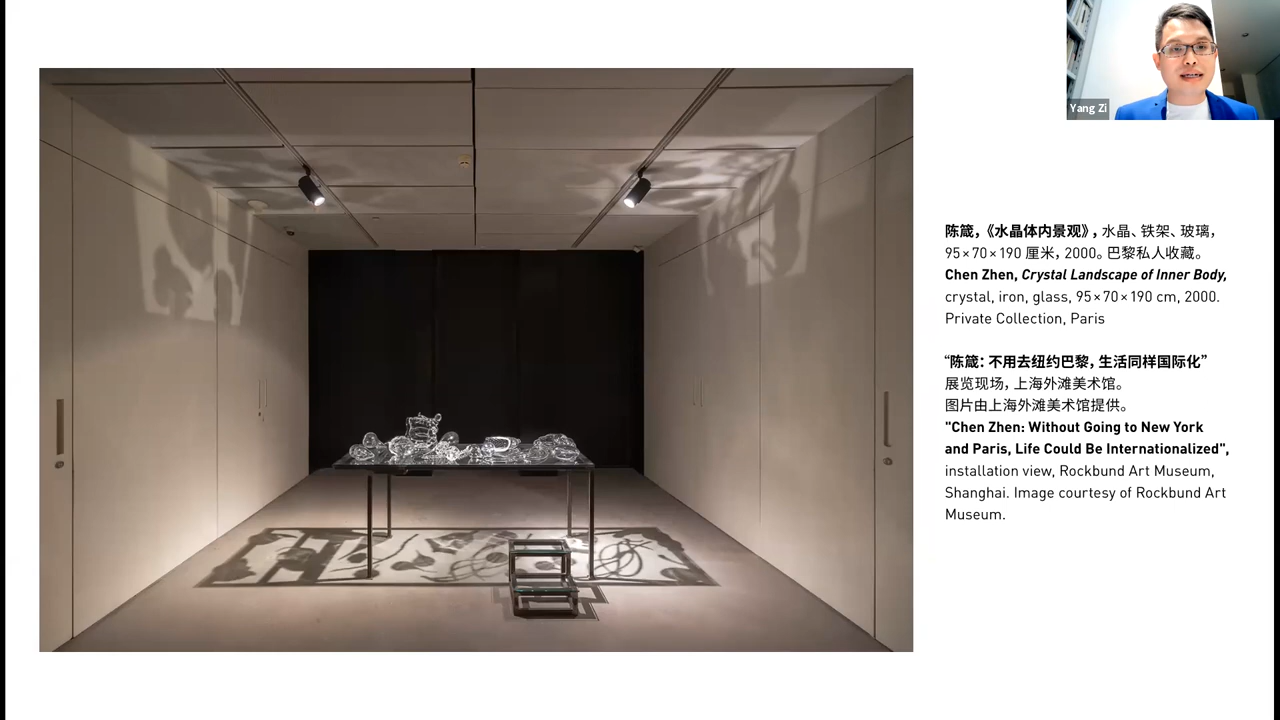 Yang Zi
陈箴，《水晶体内景观》，水晶、铁架、玻璃，
95×70×190 厘米，2000。巴黎私人收藏。
Chen Zhen, Crystal Landscape of Inner Body,
crystal, iron, glass, 95×70×190 cm, 2000.
Private Collection, Paris
“陈箴：不用去纽约巴黎，生活同样国际化”
展览现场，上海外滩美术馆。
图片由上海外滩美术馆提供。
"Chen Zhen: Without Going to New York
and Paris, Life Could Be Internationalized",
installation view, Rockbund Art Museum,
Shanghai. Image courtesy of Rockbund Art
Museum.